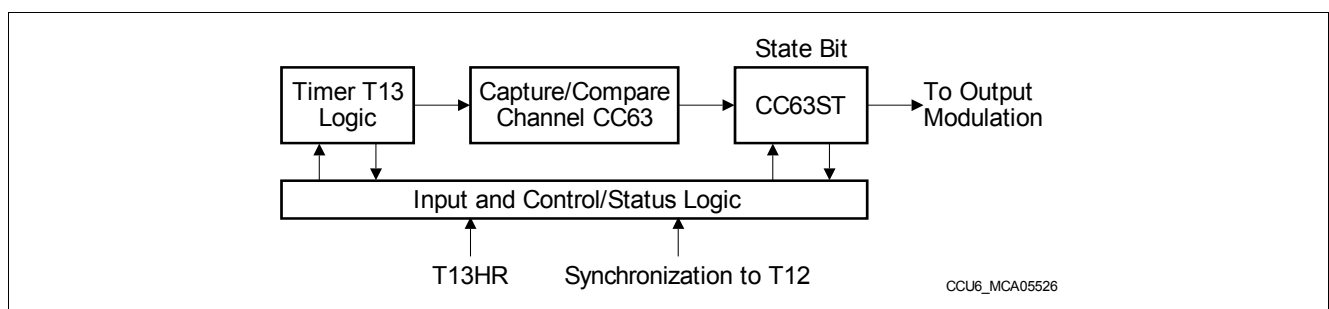 State Bit
Timer T13
Logic
Capture/Compare
Channel CC63
CC63ST
To Output
Modulation
Input and Control/Status Logic
T13HR
Synchronization to T12
CCU6_MCA05526